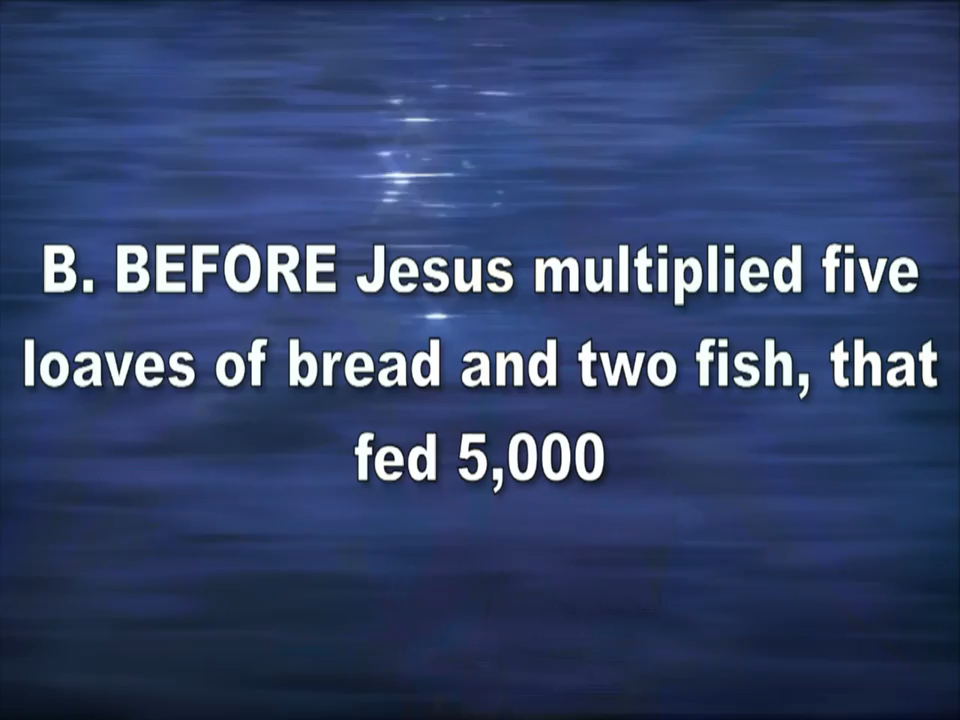 B. BEFORE Jesus multiplied five
loaves of bread and two fish, that
fed 5,000